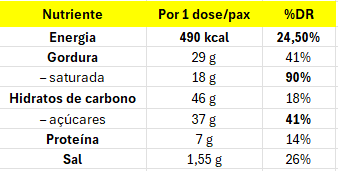 Nutriente Por 1 dose/pax %DR
Energia 490 kcal 24,50%
Gordura 29 g 41%
– saturada 18 g 90%
Hidratos de carbono 46 g 18%
– açúcares 37 g 41%
Proteína 7 g 14%
Sal 1,55 g 26%